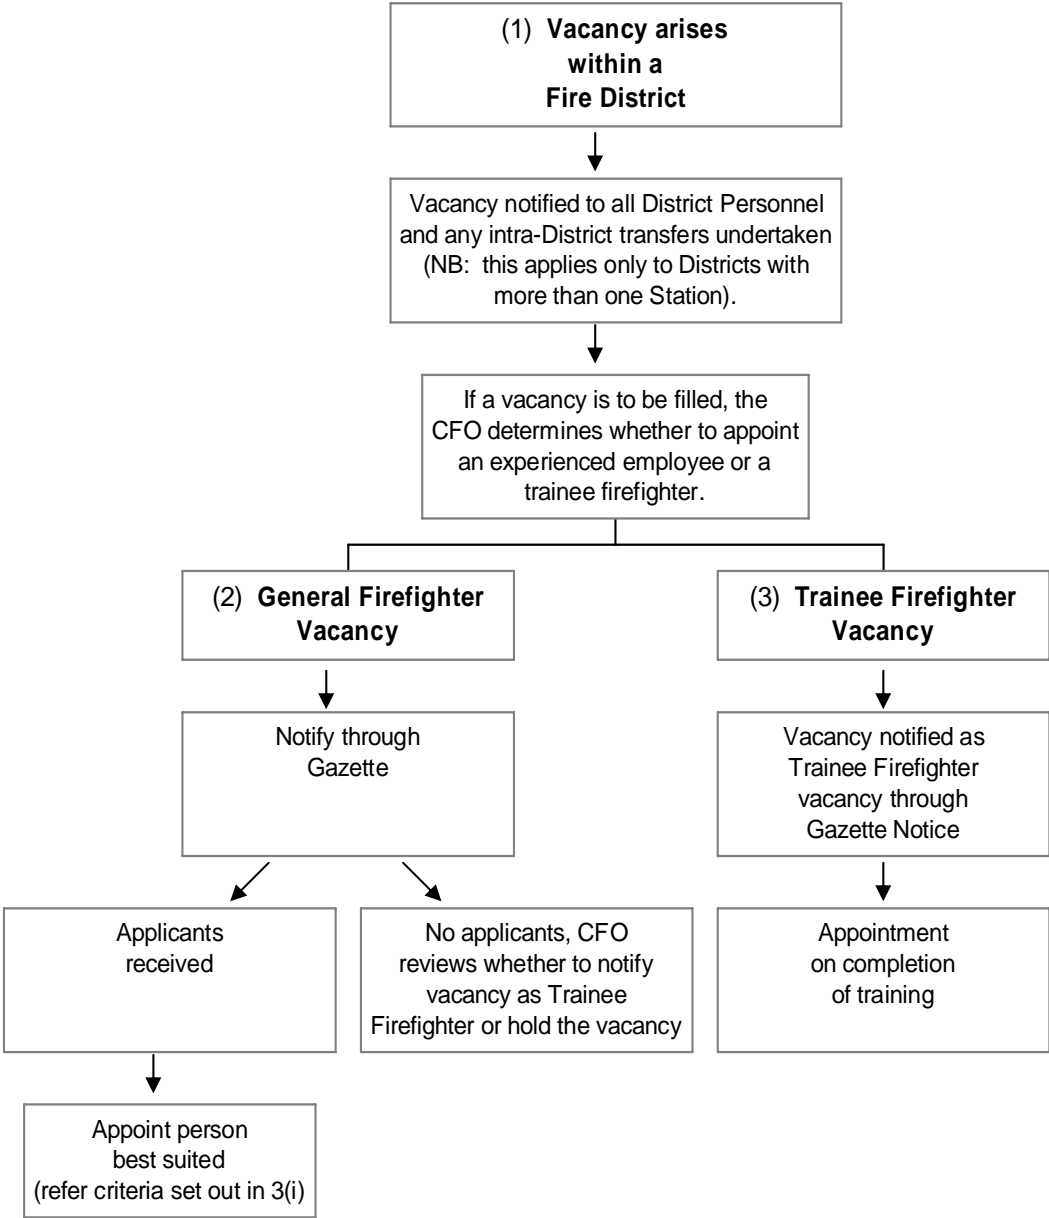 (1) Vacancy arises
within a
Fire District
Vacancy notified to all District Personnel
and any intra-District transfers undertaken
(NB: this applies only to Districts with
more than one Station).
If a vacancy is to be filled, the
CFO determines whether to appoint
an experienced employee or a
trainee firefighter.
(2) General Firefighter
Vacancy
(3) Trainee Firefighter
Vacancy
Notify through
Gazette
Vacancy notified as
Trainee Firefighter
vacancy through
Gazette Notice
Applicants
received
No applicants, CFO
reviews whether to notify
vacancy as Trainee
Firefighter or hold the vacancy
Appointment
on completion
of training
Appoint person
best suited
(refer criteria set out in 3(i)